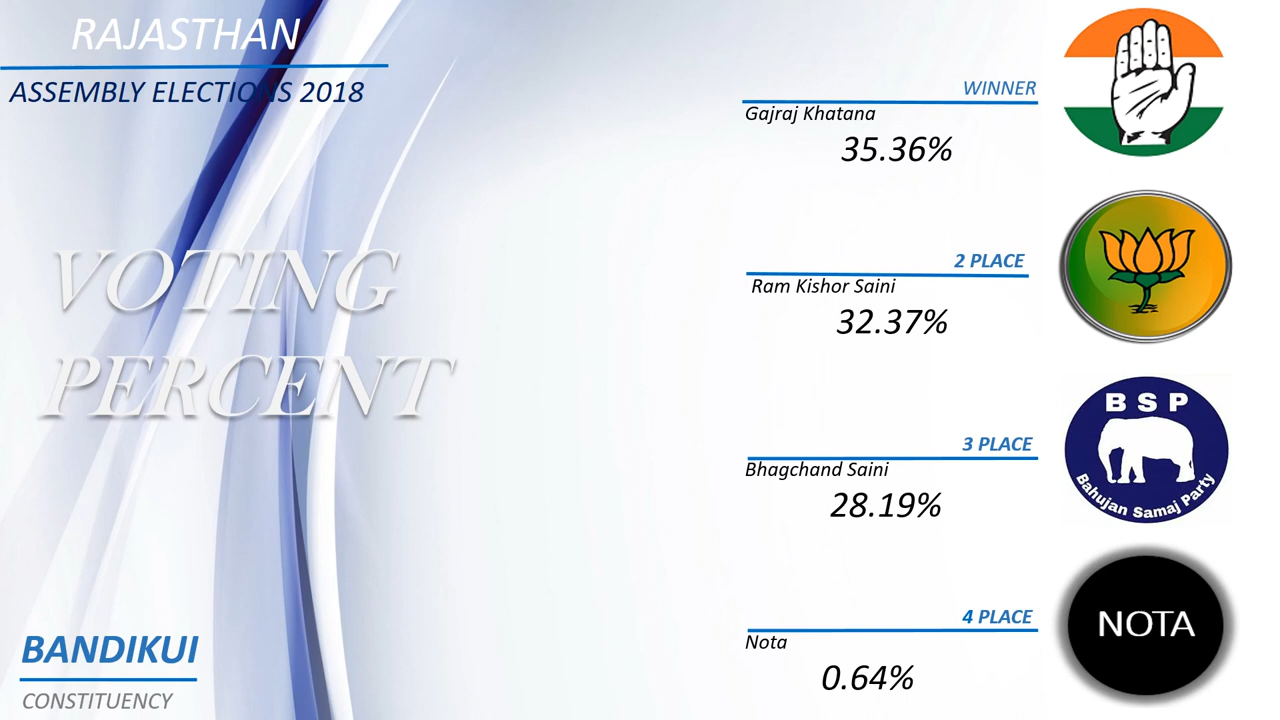 RAJASTHAN
ASSEMBLY ELECTIONS 2018
VOTING
PERCENT
BANDIKUI
CONSTITUENCY
WINNER
Gajraj Khatana
35.36%
2 PLACE
Ram Kishor Saini
32.37%
3 PLACE
Bhagchand Saini
28.19%
BSP
Bahujan Samaj Party
4 PLACE
Nota
0.64%
NOTA